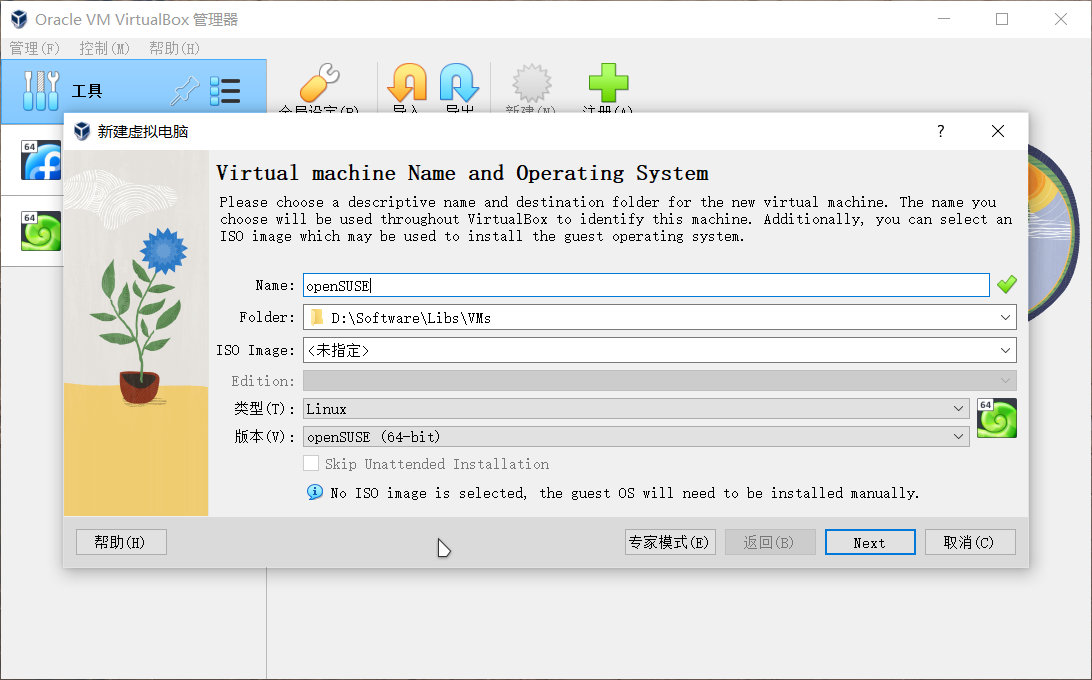 Oracle VM VirtualBox 管理器
管理(F) 控制(M) 帮助(H)
工具
全局设定(P) 导入 导出 新建(N) 注册(A)
64
64
新建虚拟电脑 ?
Virtual machine Name and Operating System
Please choose a descriptive name and destination folder for the new virtual machine. The name you
choose will be used throughout VirtualBox to identify this machine. Additionally, you can select an
ISO image which may be used to install the guest operating system.
Name: openSUSE
Folder: D:\Software\Libs\VMs
ISO Image: <未指定>
Edition:
类型(T): Linux
64
版本(V): openSUSE (64-bit)
Skip Unattended Installation
No ISO image is selected, the guest OS will need to be installed manually.
帮助(H) 专家模式(E) 返回(B) Next 取消(C)